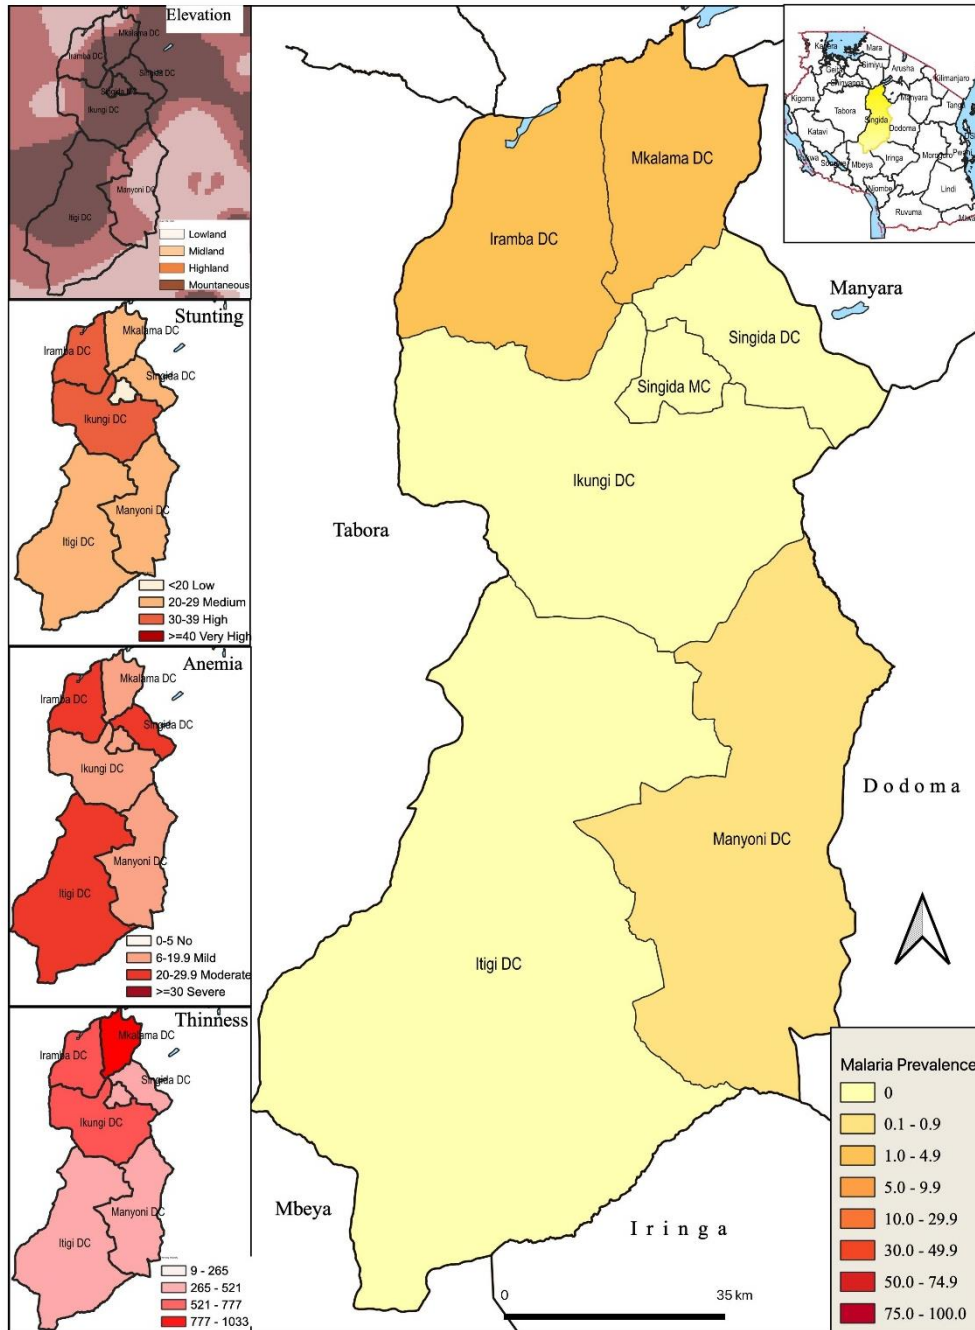 Elevation
Mkalama DC
Iramba DC
Singida DC
Singida MC
Ikungi DC
Manyoni DC
Itigi DC
Lowland
Midland
Highland
Mountaneous
Stunting
Mkalama DC
Iramba DC
Singida DC
Ikungi DC
Manyoni DC
Itigi DC
<20 Low
20-29 Medium
30-39 High
>=40 Very High
Anemia
Mkalama DC
Iramba DC
Singida DC
Ikungi DC
Manyoni DC
Itigi DC
0-5 No
6-19.9 Mild
20-29.9 Moderate
>=30 Severe
Thinness
Mkalama DC
Iramba DC
Singida DC
Ikungi DC
Manyoni DC
Itigi DC
9 - 265
265 - 521
521 - 777
777 - 1033
Mkalama DC
Iramba DC
Manyara
Singida DC
Singida MC
Ikungi DC
Tabora
Dodoma
Manyoni DC
Itigi DC
Mbeya
Iringa
0 35 km
Kagera
Mara
Simiyu
Arusha
Geita
Shinyanga
Kilimanjaro
Kigoma
Tabora
Manyara
Tanga
Singida
Dodoma
Katavi
Iringa
Morogoro
Mbeya
Njombe
Lindi
Ruvuma
Malaria Prevalence
0
0.1 - 0.9
1.0 - 4.9
5.0 - 9.9
10.0 - 29.9
30.0 - 49.9
50.0 - 74.9
75.0 - 100.0